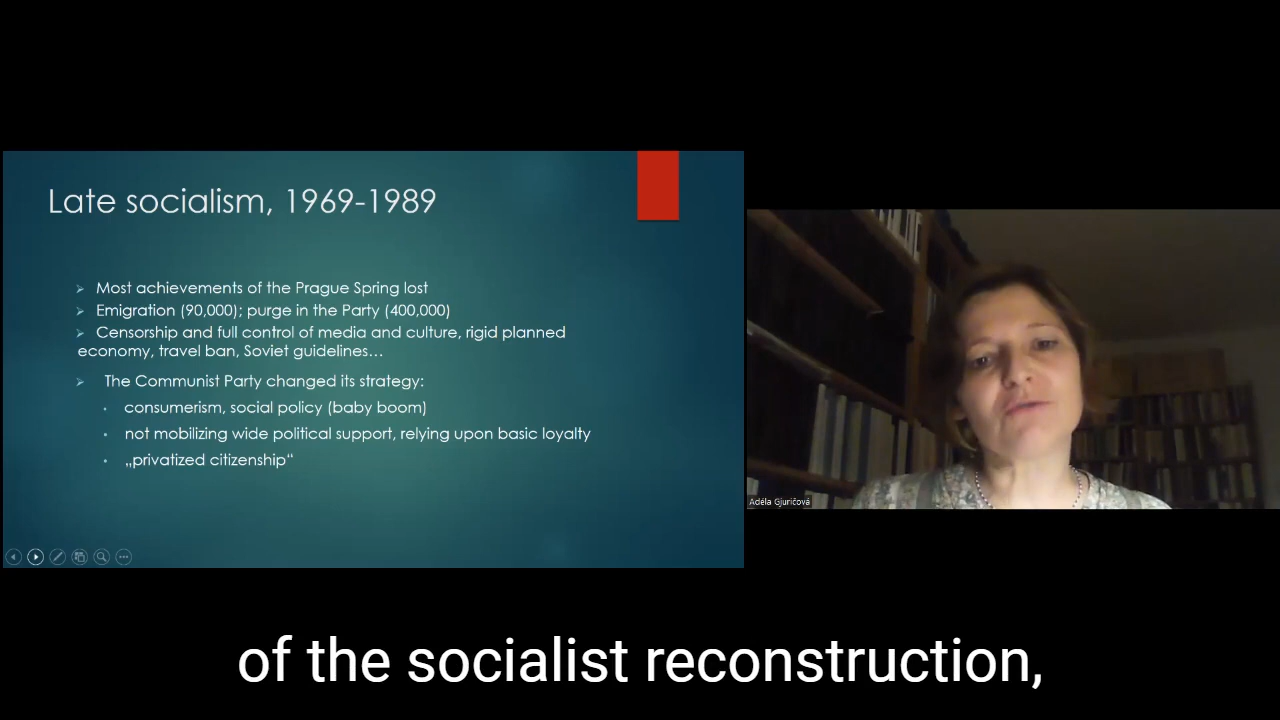 Late socialism, 1969-1989
Most achievements of the Prague Spring lost
Emigration (90,000); purge in the Party (400,000)
Censorship and full control of media and culture, rigid planned
economy, travel ban, Soviet guidelines…
The Communist Party changed its strategy:
consumerism, social policy (baby boom)
not mobilizing wide political support, relying upon basic loyalty
„privatized citizenship“
Adéla Gjuričová
of the socialist reconstruction,